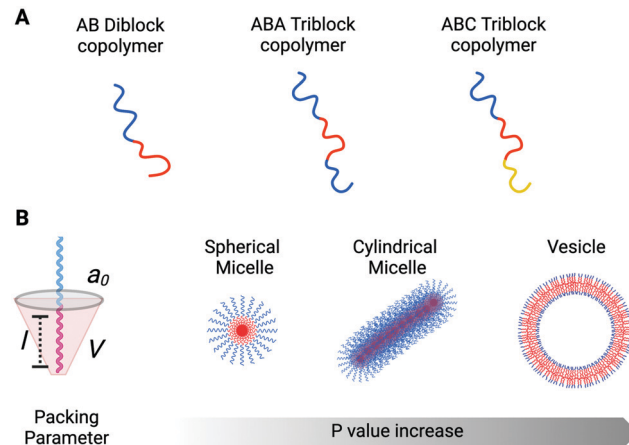 A
AB Diblock
copolymer
ABA Triblock
copolymer
ABC Triblock
copolymer
B
a0
l
V
Packing
Parameter
Spherical
Micelle
Cylindrical
Micelle
Vesicle
P value increase